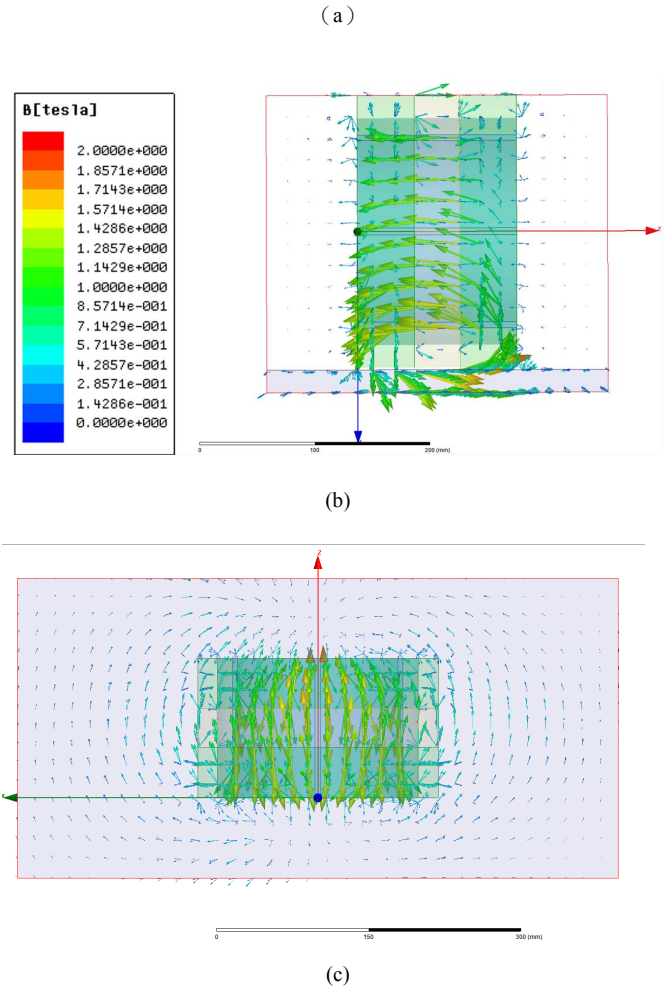 （a）
B[tesla]
2.0000e+000
1.8571e+000
1.7143e+000
1.5714e+000
1.4286e+000
1.2857e+000
1.1429e+000
1.0000e+000
8.5714e-001
7.1429e-001
5.7143e-001
4.2857e-001
2.8571e-001
1.4286e-001
0.0000e+000
0
100
200 (mm)
(b)
z
0
150
300 (mm)
(c)